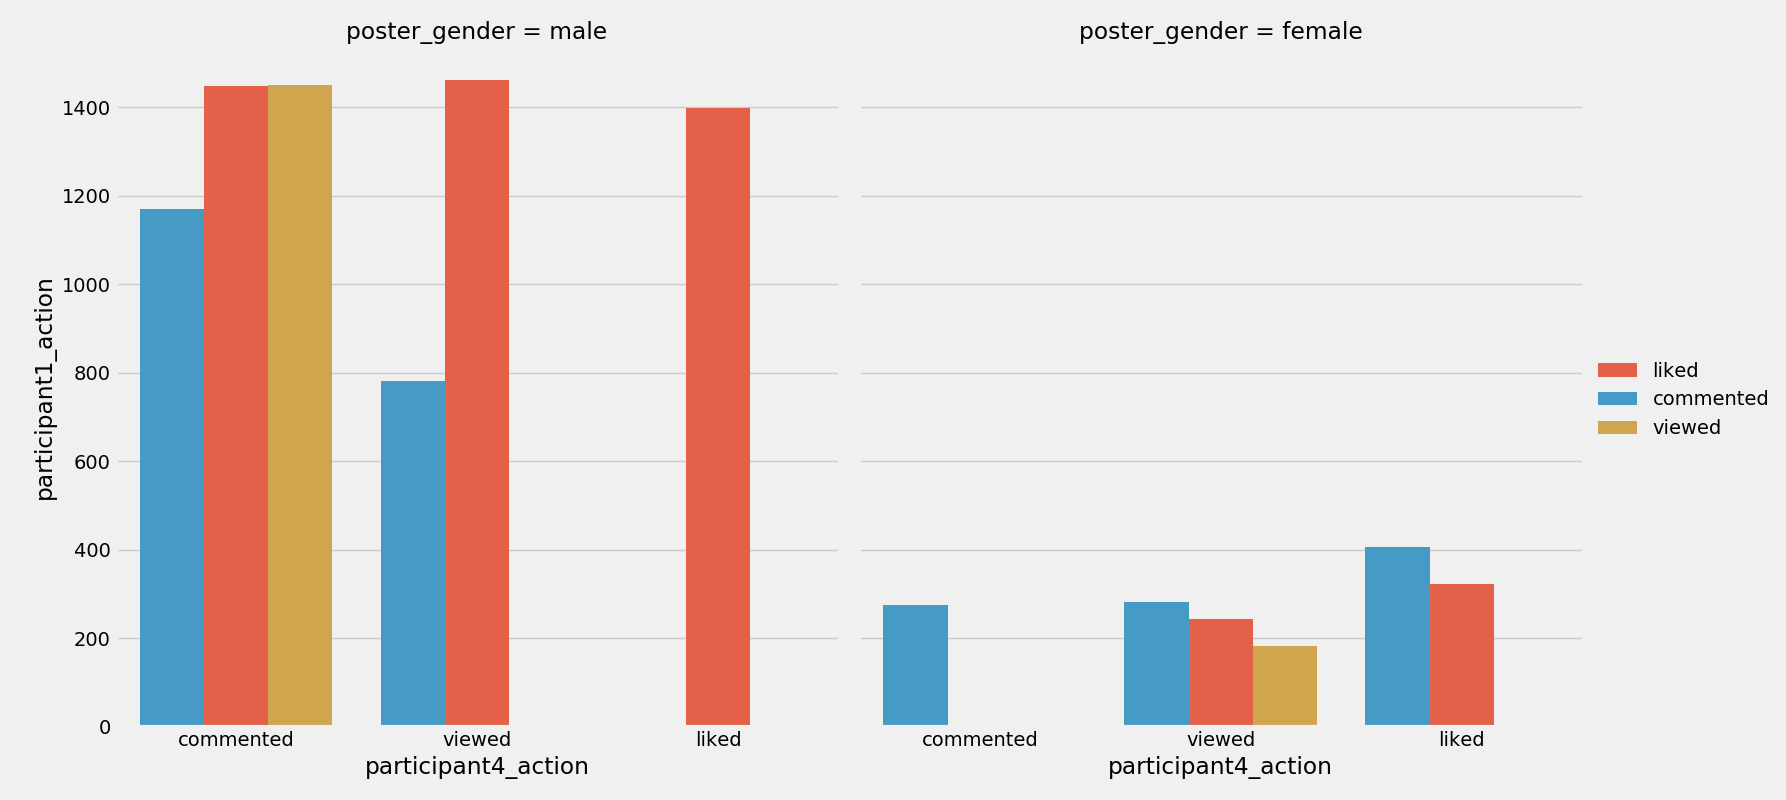 poster_gender = male
poster_gender = female
participant1_action
1400
1200
1000
800
600
400
200
0
commented
viewed
liked
participant4_action
commented
viewed
liked
participant4_action
liked
commented
viewed